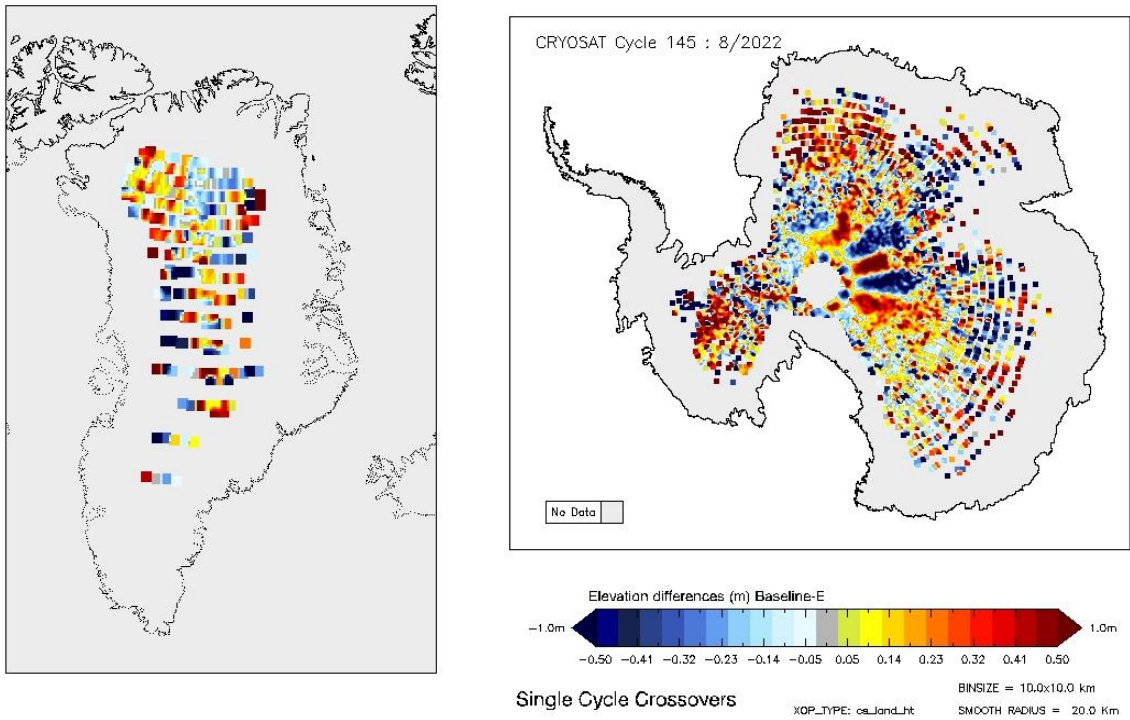 CRYOSAT Cycle 145 : 8/2022
No Data
Elevation differences (m) Baseline-E
-1.0m
1.0m
-0.50 -0.41 -0.32 -0.23 -0.14 -0.05 0.05 0.14 0.23 0.32 0.41 0.50
Single Cycle Crossovers
BINSIZE = 10.0x10.0 km
XOP_TYPE: cs_land_ht
SMOOTH RADIUS = 20.0 Km